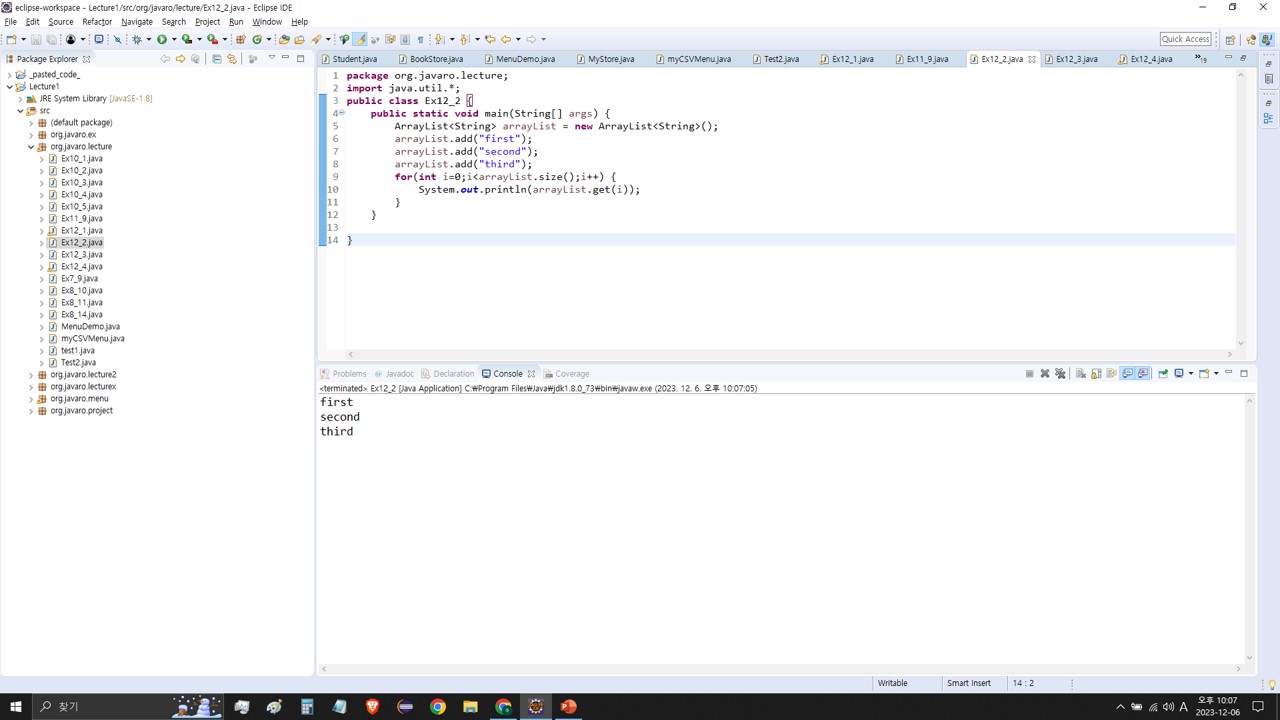 eclipse-workspace - Lecture1/src/org/javaro/lecture/Ex12_2.java - Eclipse IDE
File Edit Source Refactor Navigate Search Project Run Window Help
Quick Access
Package Explorer
_pasted_code_
Lecture1
JRE System Library [JavaSE-1.8]
src
(default package)
org.javaro.ex
org.javaro.lecture
Ex10_1.java
Ex10_2.java
Ex10_3.java
Ex10_4.java
Ex10_5.java
Ex11_9.java
Ex12_1.java
Ex12_2.java
Ex12_3.java
Ex12_4.java
Ex7_9.java
Ex8_10.java
Ex8_11.java
Ex8_14.java
MenuDemo.java
myCSVMenu.java
test1.java
Test2.java
org.javaro.lecture2
org.javaro.lecturex
org.javaro.menu
org.javaro.project
Student.java BookStore.java MenuDemo.java MyStore.java myCSVMenu.java Test2.java Ex12_1.java Ex11_9.java Ex12_2.java Ex12_3.java Ex12_4.java »19
1 package org.javaro.lecture;
2 import java.util.*;
3 public class Ex12_2 {
4 public static void main(String[] args) {
5 ArrayList<String> arrayList = new ArrayList<String>();
6 arrayList.add("first");
7 arrayList.add("second");
8 arrayList.add("third");
9 for(int i=0;i<arrayList.size();i++) {
10 System.out.println(arrayList.get(i));
11 }
12 }
13
14 }
Problems Javadoc Declaration Console Coverage
<terminated> Ex12_2 [Java Application] C:₩Program Files₩Java₩jdk1.8.0_73₩bin₩javaw.exe (2023. 12. 6. 오후 10:07:05)
first
second
third
Writable Smart Insert 14 : 2
찾기
A
오후 10:07
2023-12-06